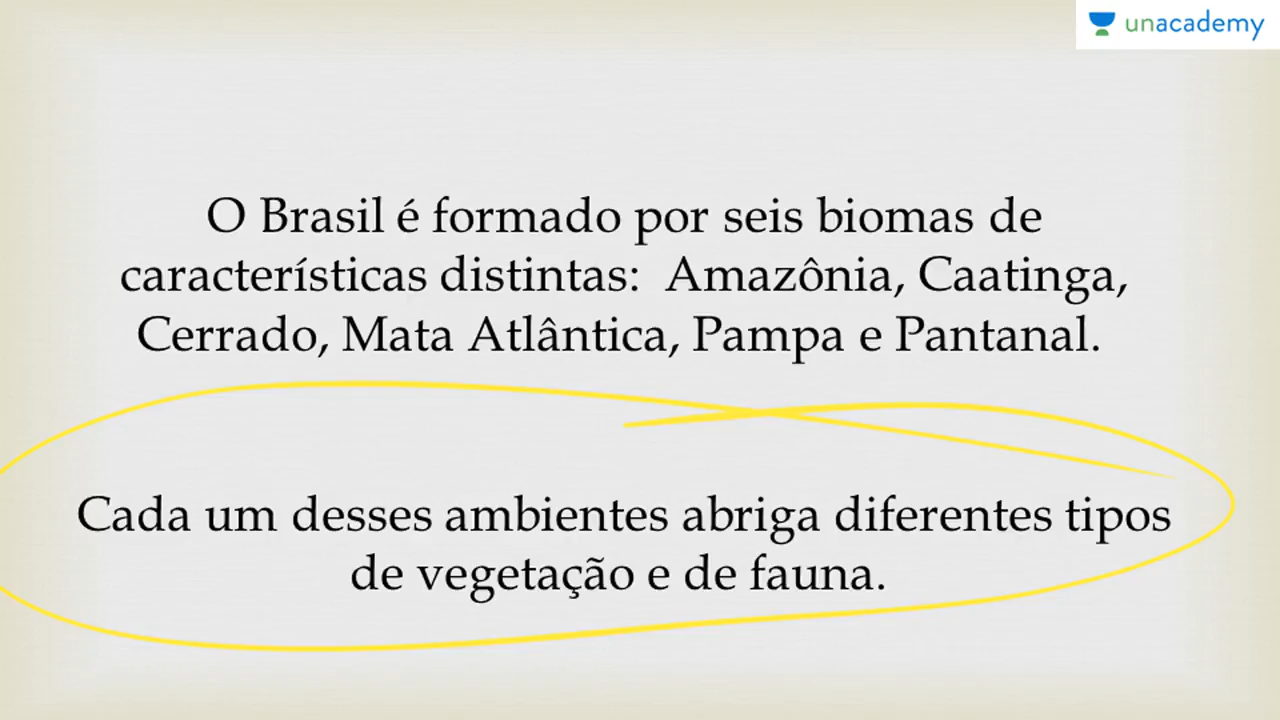 unacademy
O Brasil é formado por seis biomas de
características distintas: Amazônia, Caatinga,
Cerrado, Mata Atlântica, Pampa e Pantanal.
Cada um desses ambientes abriga diferentes tipos
de vegetação e de fauna.